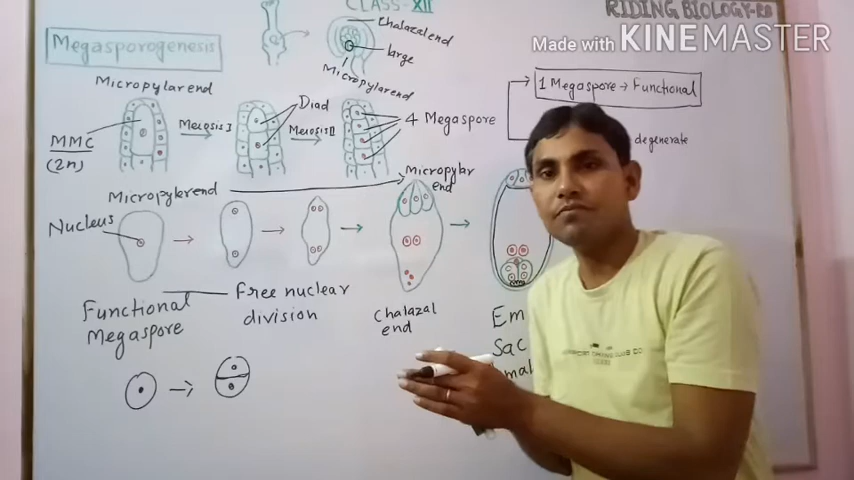 CLASS-XII
RIDING BIOLOGY-RB
Made with KINEMASTER
Megasporogenesis
Chalazal end
large
Micropylar end
Micropylar end
Diad
MMC
(2n)
Meiosis I
Meiosis II
4 Megaspore
1 Megaspore → Functional
degenerate
Micropylar end
Micropylar
end
Nucleus
Functional
Megaspore
Free nuclear
division
Chalazal
end
Em
Sac
mal